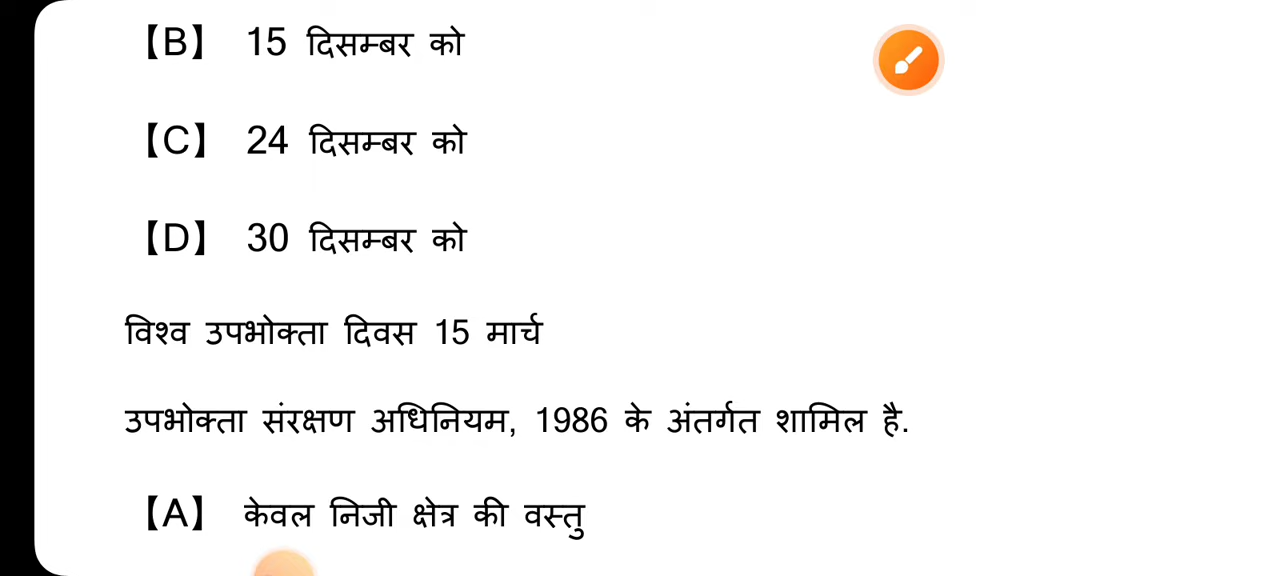 【B】 15 दिसम्बर को
【C】 24 दिसम्बर को
【D】 30 दिसम्बर को
विश्व उपभोक्ता दिवस 15 मार्च
उपभोक्ता संरक्षण अधिनियम, 1986 के अंतर्गत शामिल है.
【A】 केवल निजी क्षेत्र की वस्तु